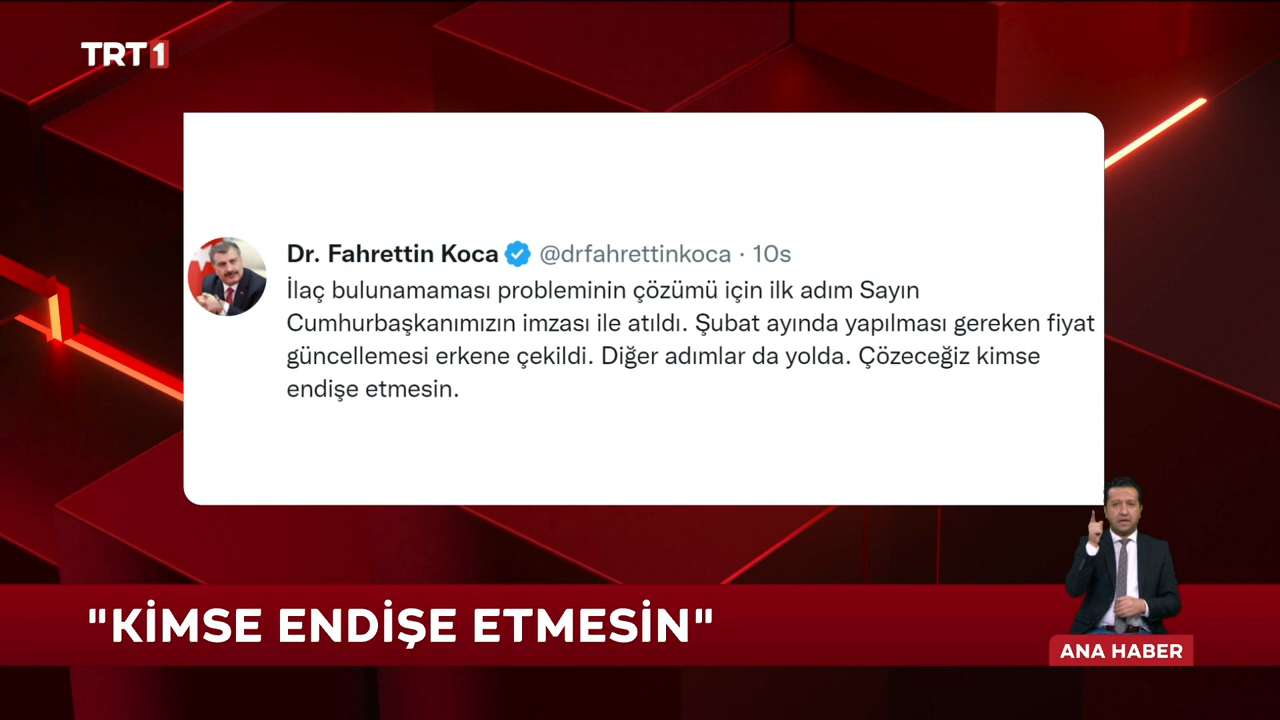 TRT 1
Dr. Fahrettin Koca @drfahrettinkoca · 10s
İlaç bulunamaması probleminin çözümü için ilk adım Sayın
Cumhurbaşkanımızın imzası ile atıldı. Şubat ayında yapılması gereken fiyat
güncellemesi erkene çekildi. Diğer adımlar da yolda. Çözeceğiz kimse
endişe etmesin.
"KİMSE ENDİŞE ETMESİN"
ANA HABER